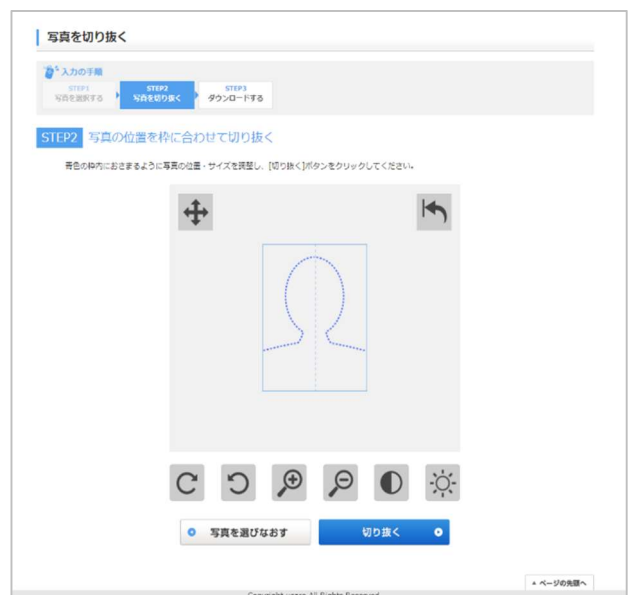 写真を切り抜く
入力の手順
STEP1
写真を選択する
STEP2
写真を切り抜く
STEP3
ダウンロードする
STEP2 写真の位置を枠に合わせて切り抜く
青色の枠内におさまるように写真の位置・サイズを調整し、[切り抜く]ボタンをクリックしてください。
写真を選びなおす
切り抜く
ページの先頭へ
All Rights Reserved